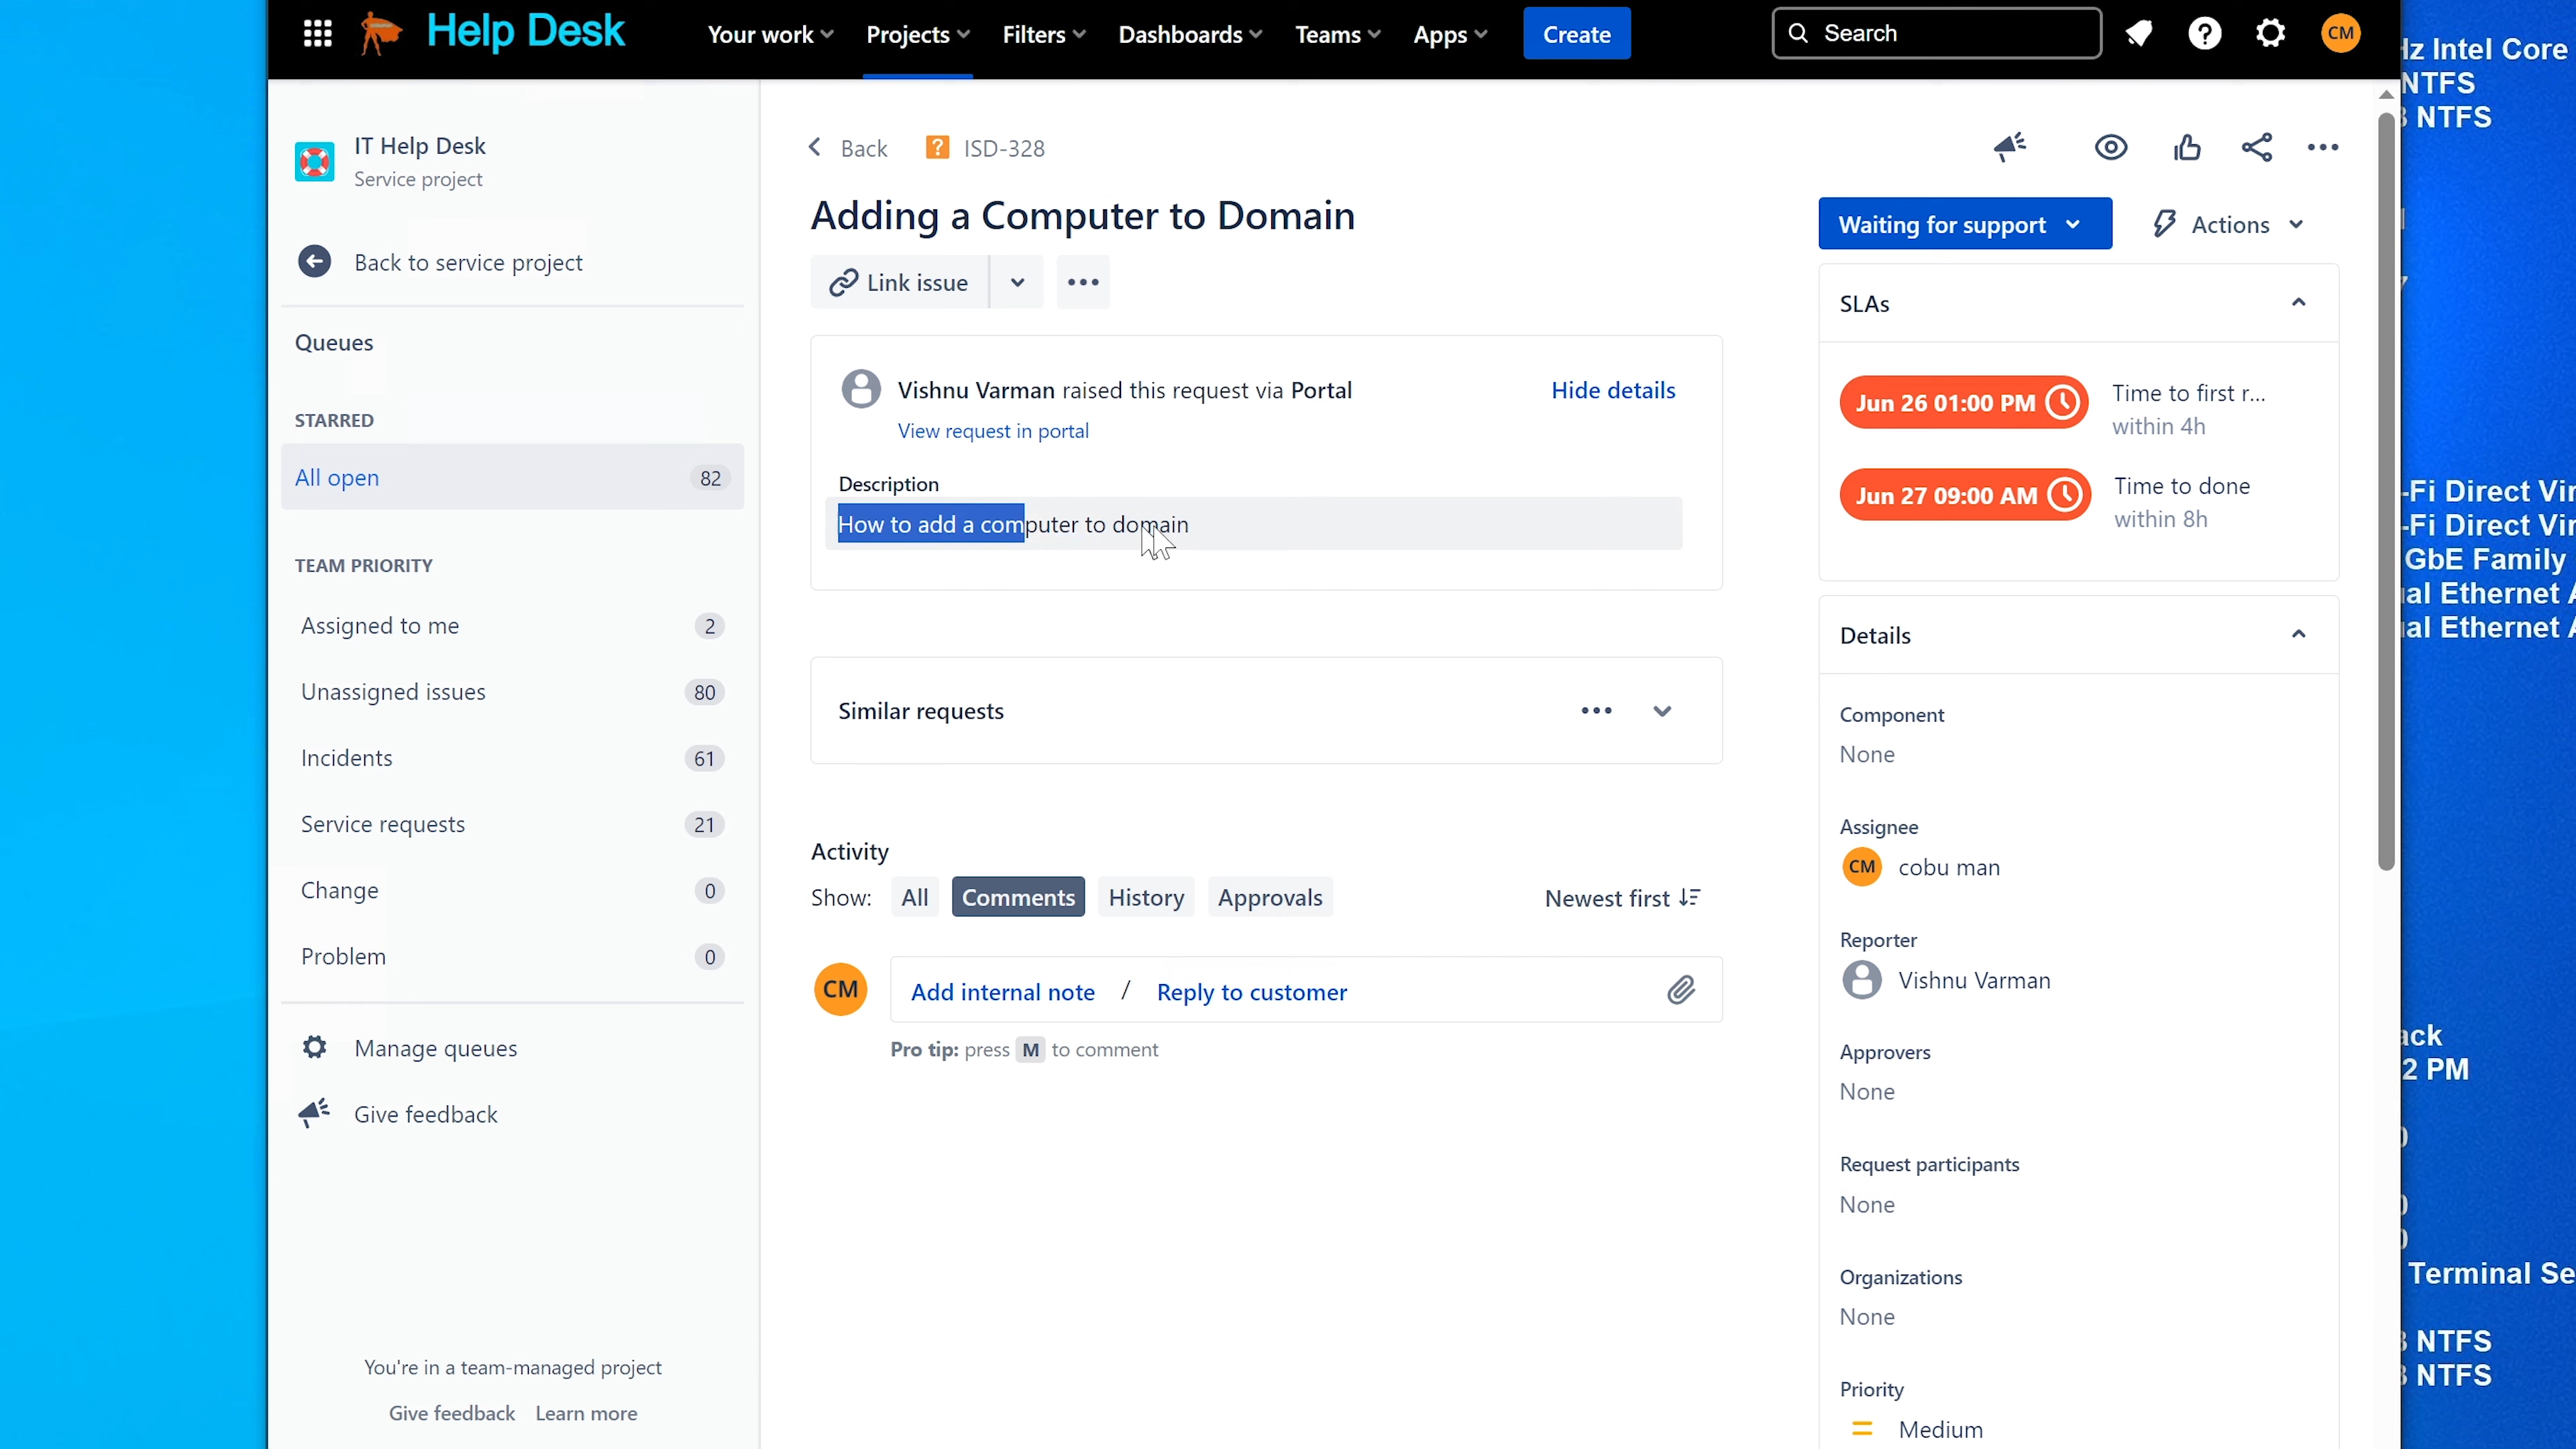 Help Desk
Your work
Projects
Filters
Dashboards
Teams
Apps
Create
Search
CM
IT Help Desk
Service project
Back to service project
Queues
STARRED
All open 82
TEAM PRIORITY
Assigned to me 2
Unassigned issues 80
Incidents 61
Service requests 21
Change 0
Problem 0
Manage queues
Give feedback
You're in a team-managed project
Give feedback Learn more
Back
ISD-328
Adding a Computer to Domain
Link issue
Vishnu Varman raised this request via Portal
Hide details
View request in portal
Description
How to add a computer to domain
Similar requests
Activity
Show: All Comments History Approvals
Newest first
CM
Add internal note / Reply to customer
Pro tip: press M to comment
Waiting for support
Actions
SLAs
Jun 26 01:00 PM
Time to first r...
within 4h
Jun 27 09:00 AM
Time to done
within 8h
Details
Component
None
Assignee
CM cobu man
Reporter
Vishnu Varman
Approvers
None
Request participants
None
Organizations
None
Priority
Medium
Intel Core
NTFS
NTFS
-Fi Direct
-Fi Direct
GbE Family
Ethernet
Ethernet
2 PM
Terminal
NTFS
NTFS